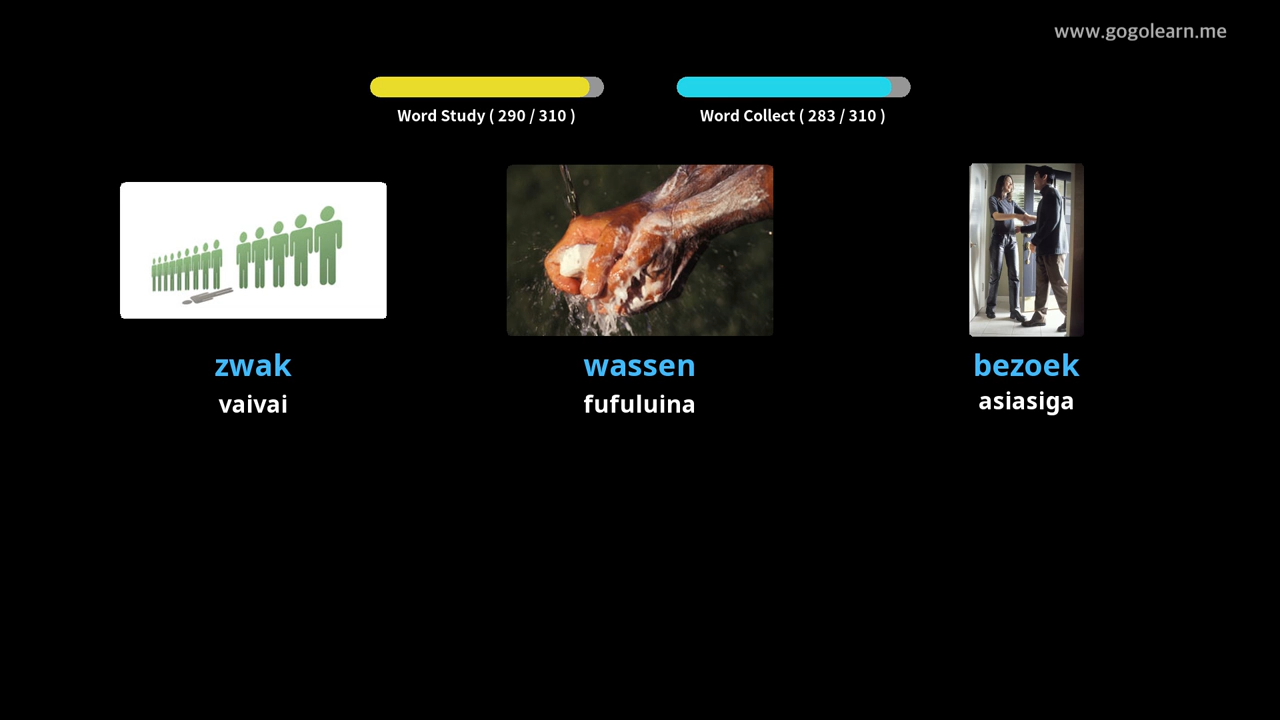 www.gogolearn.me
Word Study ( 290 / 310 )
Word Collect ( 283 / 310 )
zwak
vaivai
wassen
fufuluina
bezoek
asiasiga